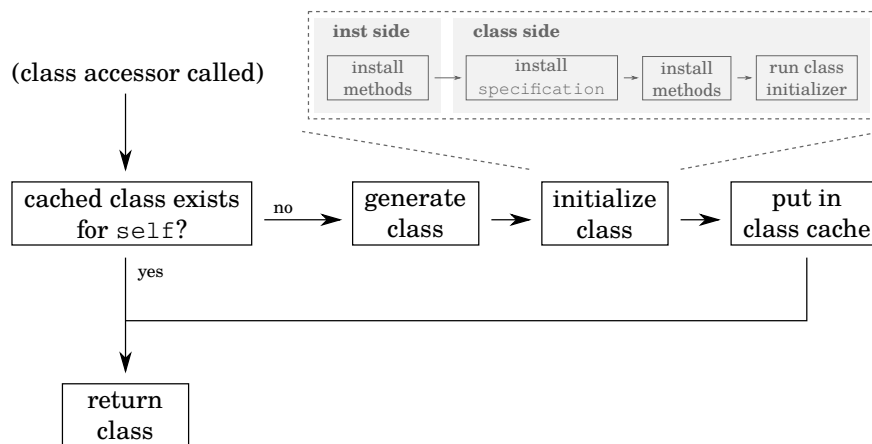 inst side
class side
install
methods
install
specification
install
methods
run class
initializer
(class accessor called)
cached class exists
for self?
no
generate
class
initialize
class
put in
class cache
yes
return
class